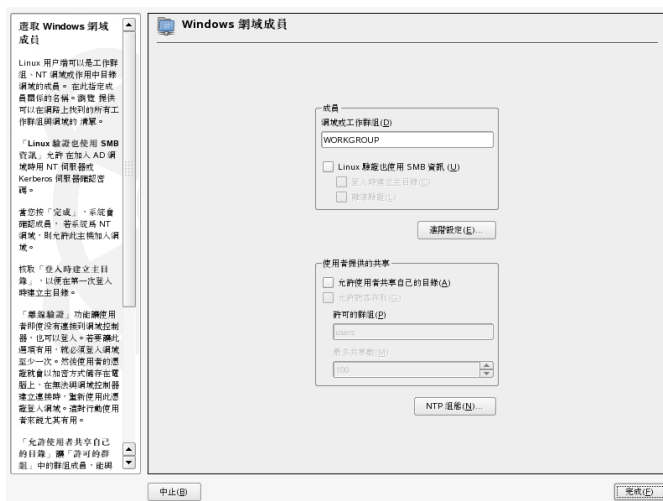 選取 Windows 網域
成員
Linux 用戶端可以是工作群
組、NT 網域或作用中目錄
網域的成員。 在此指定成
員關係的名稱。瀏覽 提供
可以在網路上找到的所有工
作群組與網域的 清單。
「Linux 驗證也使用 SMB
資訊」允許 在加入 AD 網
域時用 NT 伺服器或
Kerberos 伺服器確認密
碼。
當您按「完成」，系統會
確認成員， 若系統為 NT
網域，則允許此主機加入網
域。
核取「登入時建立主目
錄」，以便在第一次登入
時建立主目錄。
「離線驗證」功能讓使用
者即使沒有連接到網域控制
器，也可以登入。若要讓此
選項有用，就必須登入網域
至少一次。然後使用者的憑
證就會以加密方式儲存在電
腦上，在無法與網域控制器
建立連接時，重新使用此憑
證登入網域。這對行動使用
者來說尤其有用。
「允許使用者共享自己
的目錄」讓「許可的群
組」中的群組成員，能與
Windows 網域成員
成員
網域或工作群組(D)
WORKGROUP
Linux 驗證也使用 SMB 資訊 (U)
登入時建立主目錄(C)
離線驗證(L)
進階設定(E)...
使用者提供的共享
允許使用者共享自己的目錄(A)
允許訪客存取(G)
許可的群組(P)
users
最多共享數(M)
100
NTP 組態(N)...
中止(B)
完成(F)